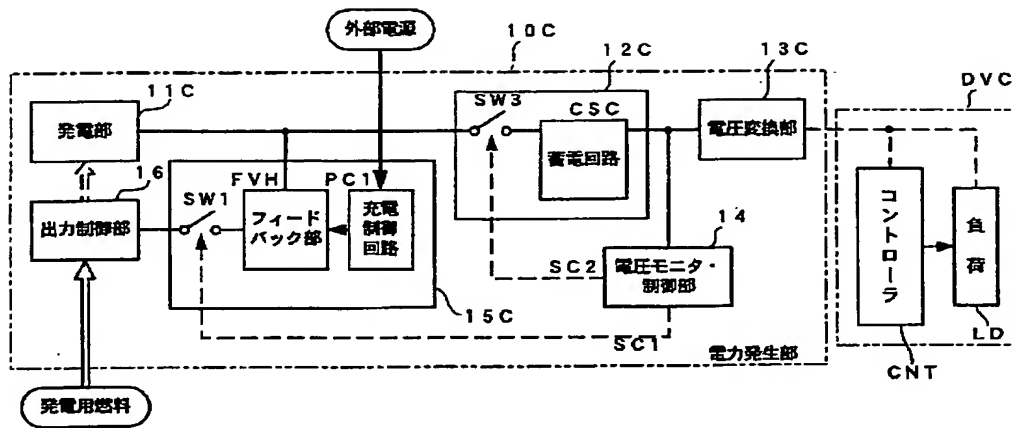 外部電源
10C
12C
13C
DVC
11C
発電部
SW3
CSC
蓄電回路
電圧変換部
16
出力制御部
SW1
FVH
フィード
バック部
PC1
充電
制御
回路
14
電圧モニタ・
制御部
SC2
SC1
15C
電力発生部
コントローラ
負荷
LD
CNT
発電用燃料